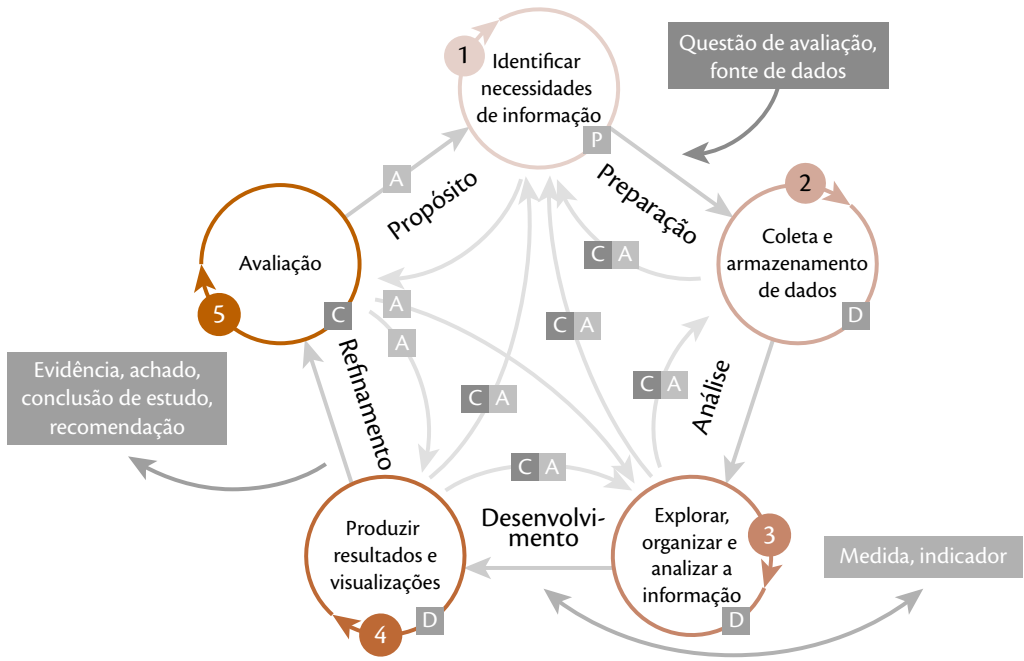 1
Identificar
necessidades
de informação
P
Questão de avaliação,
fonte de dados
A
Propósito
Preparação
2
Coleta e
armazenamento
de dados
D
C A
Avaliação
5
C
A
A
C A
Refinamento
Evidência, achado,
conclusão de estudo,
recomendação
C A
C A
Análise
C A
Produzir
resultados e
visualizações
4
D
Desenvolvi-
mento
Explorar,
organizar e
analizar a
informação
3
D
Medida, indicador